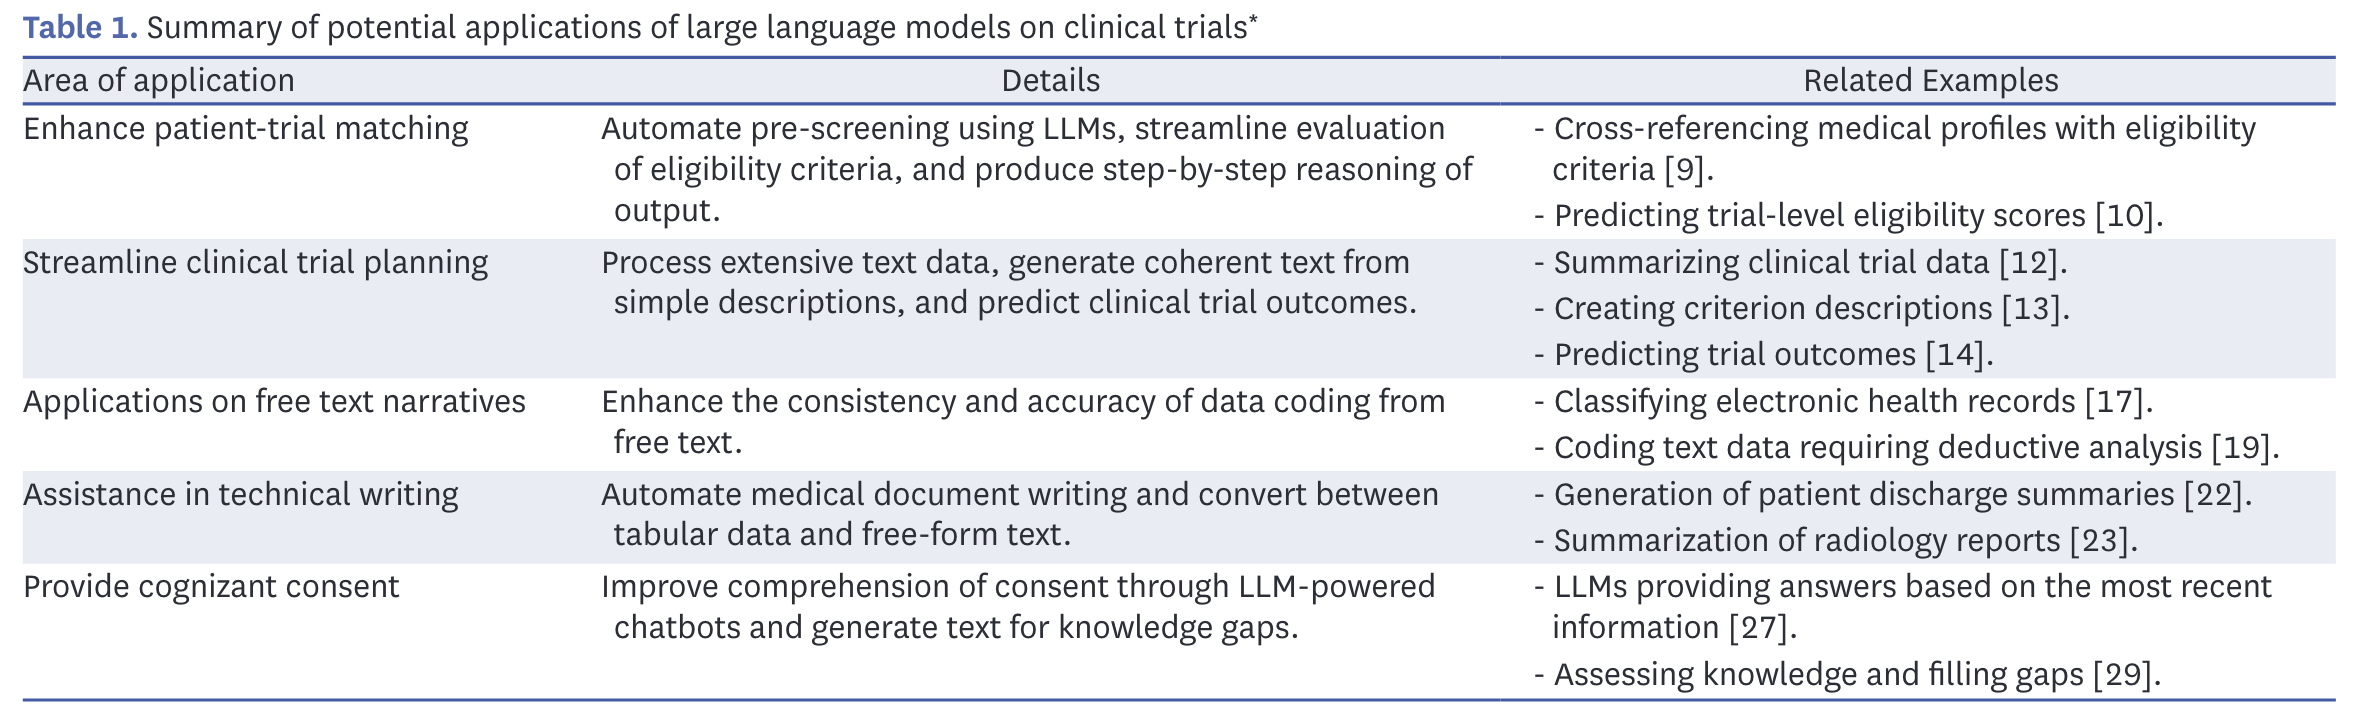 Table 1. Summary of potential applications of large language models on clinical trials*
Area of application Details Related Examples
Enhance patient-trial matching
Automate pre-screening using LLMs, streamline evaluation
of eligibility criteria, and produce step-by-step reasoning of
output.
- Cross-referencing medical profiles with eligibility
criteria [9].
- Predicting trial-level eligibility scores [10].
Streamline clinical trial planning
Process extensive text data, generate coherent text from
simple descriptions, and predict clinical trial outcomes.
- Summarizing clinical trial data [12].
- Creating criterion descriptions [13].
- Predicting trial outcomes [14].
Applications on free text narratives
Enhance the consistency and accuracy of data coding from
free text.
- Classifying electronic health records [17].
- Coding text data requiring deductive analysis [19].
Assistance in technical writing
Automate medical document writing and convert between
tabular data and free-form text.
- Generation of patient discharge summaries [22].
- Summarization of radiology reports [23].
Provide cognizant consent
Improve comprehension of consent through LLM-powered
chatbots and generate text for knowledge gaps.
- LLMs providing answers based on the most recent
information [27].
- Assessing knowledge and filling gaps [29].